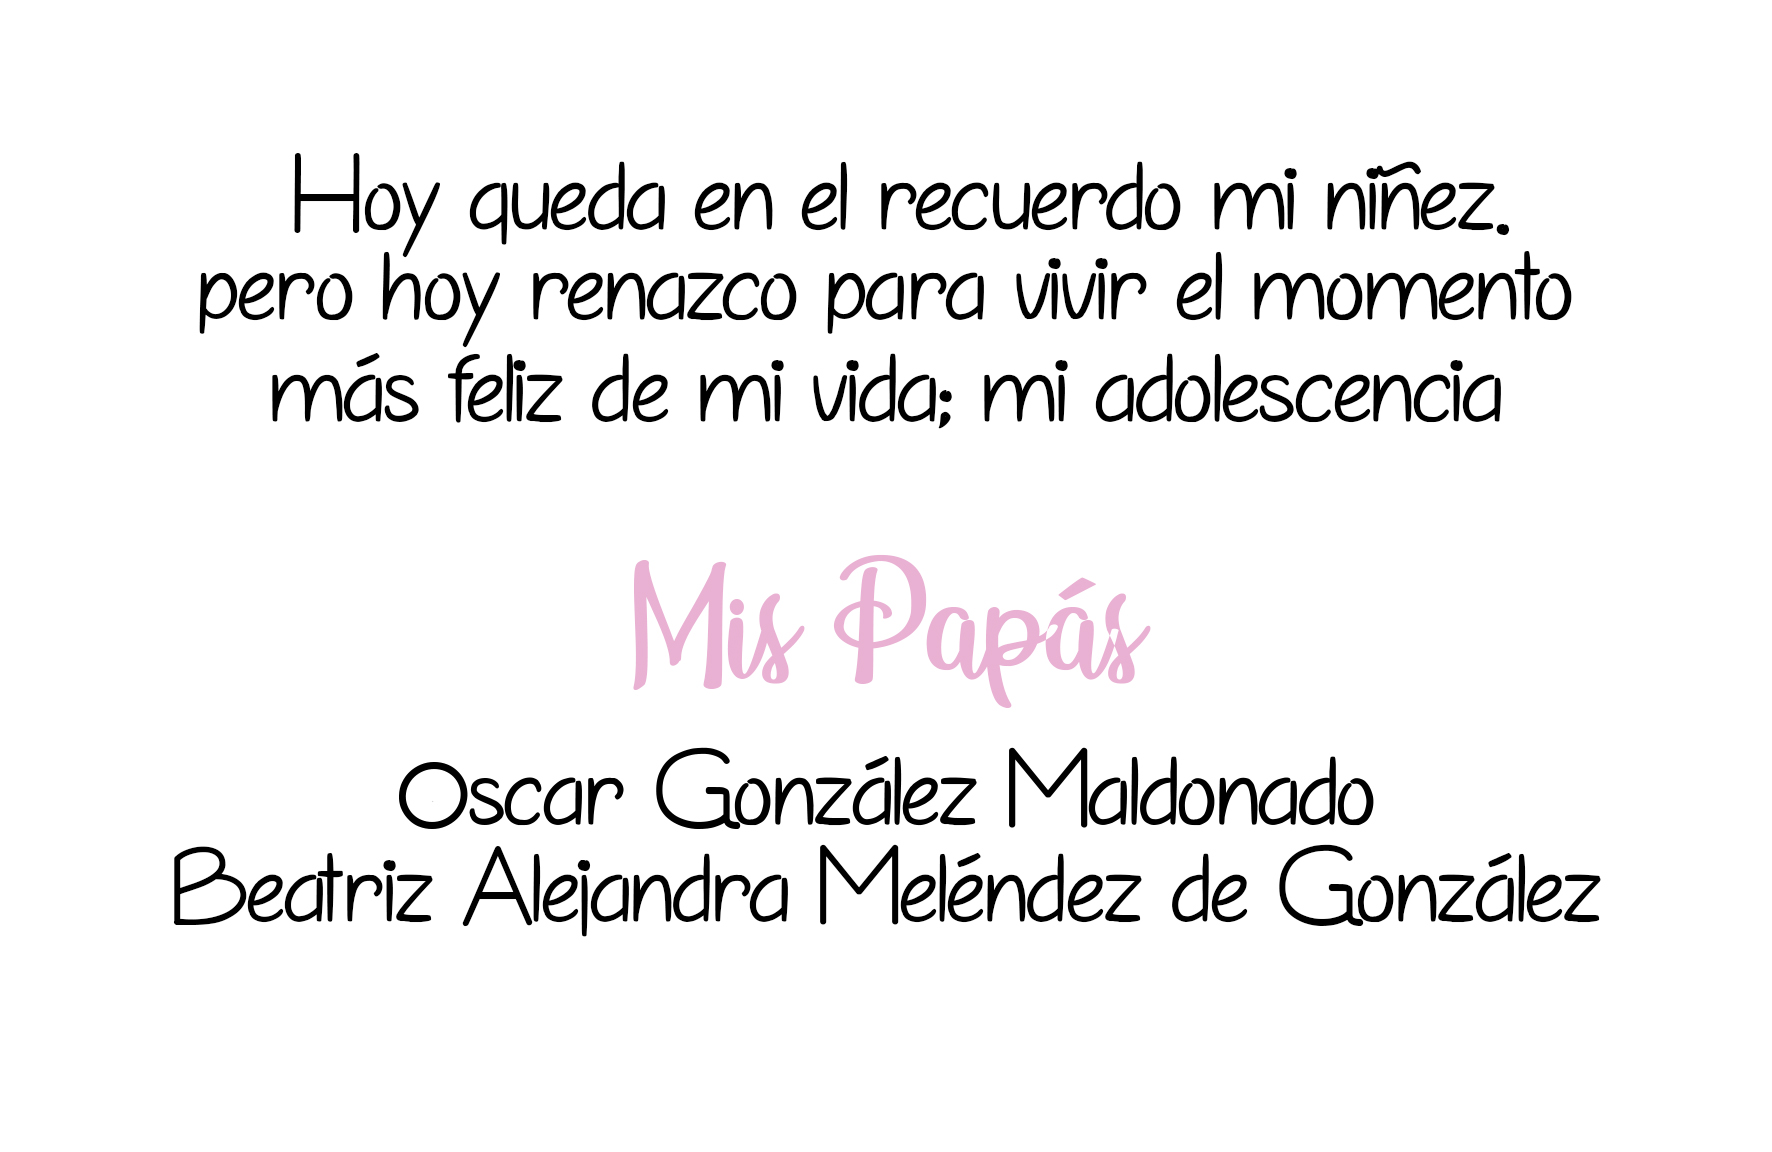 Hoy queda en el recuerdo mi niñez.
pero hoy renazco para vivir el momento
más feliz de mi vida; mi adolescencia
Mis Papás
Oscar González Maldonado
Beatriz Alejandra Meléndez de González